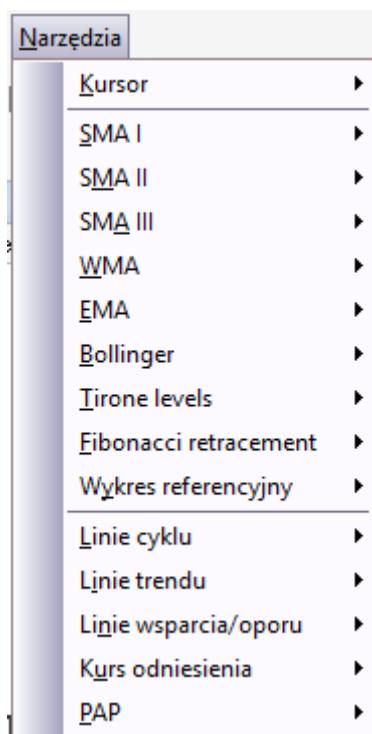 Narzędzia
Kursor
SMA I
SMA II
SMA III
WMA
EMA
Bollinger
Tirone levels
Fibonacci retracement
Wykres referencyjny
Linie cyklu
Linie trendu
Linie wsparcia/oporu
Kurs odniesienia
PAP